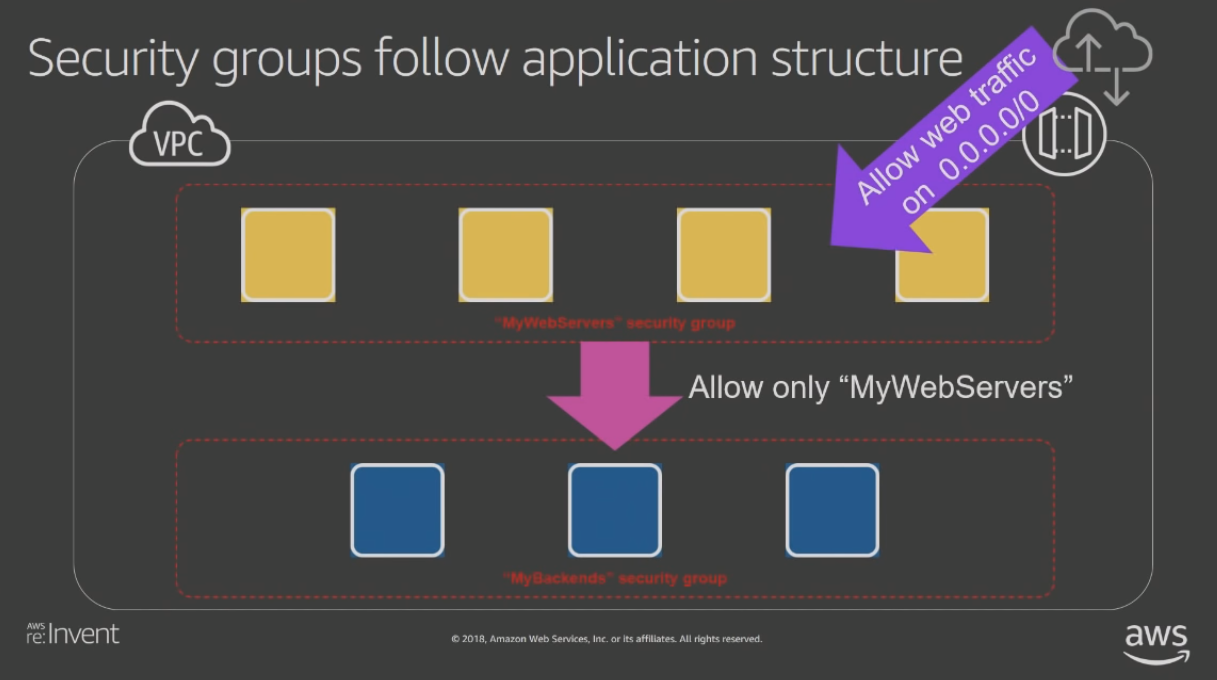 Security groups follow application structure
VPC
Allow web traffic
on 0.0.0.0/0
"MyWebServers" security group
Allow only “MyWebServers”
"MyBackends" security group
AWS
re:Invent
© 2018, Amazon Web Services, Inc. or its affiliates. All rights reserved.
aws